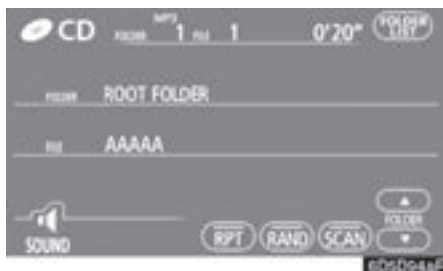 CD FOLDER MP3 1 FILE 1 0'20" FOLDER LIST
FOLDER ROOT FOLDER
FILE AAAAA
FOLDER
SOUND RPT RAND SCAN